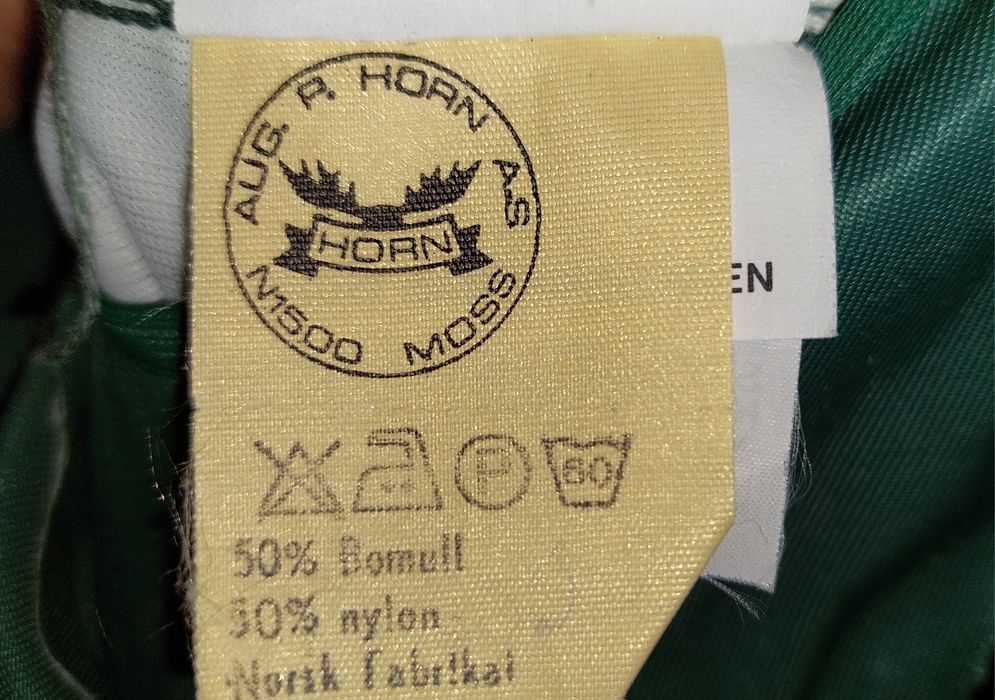 AUG. P. HORN A.S
HORN
N1500 MOSS
P
60
50% Bomull
50% nylon
Norsk Fabrikat
EN